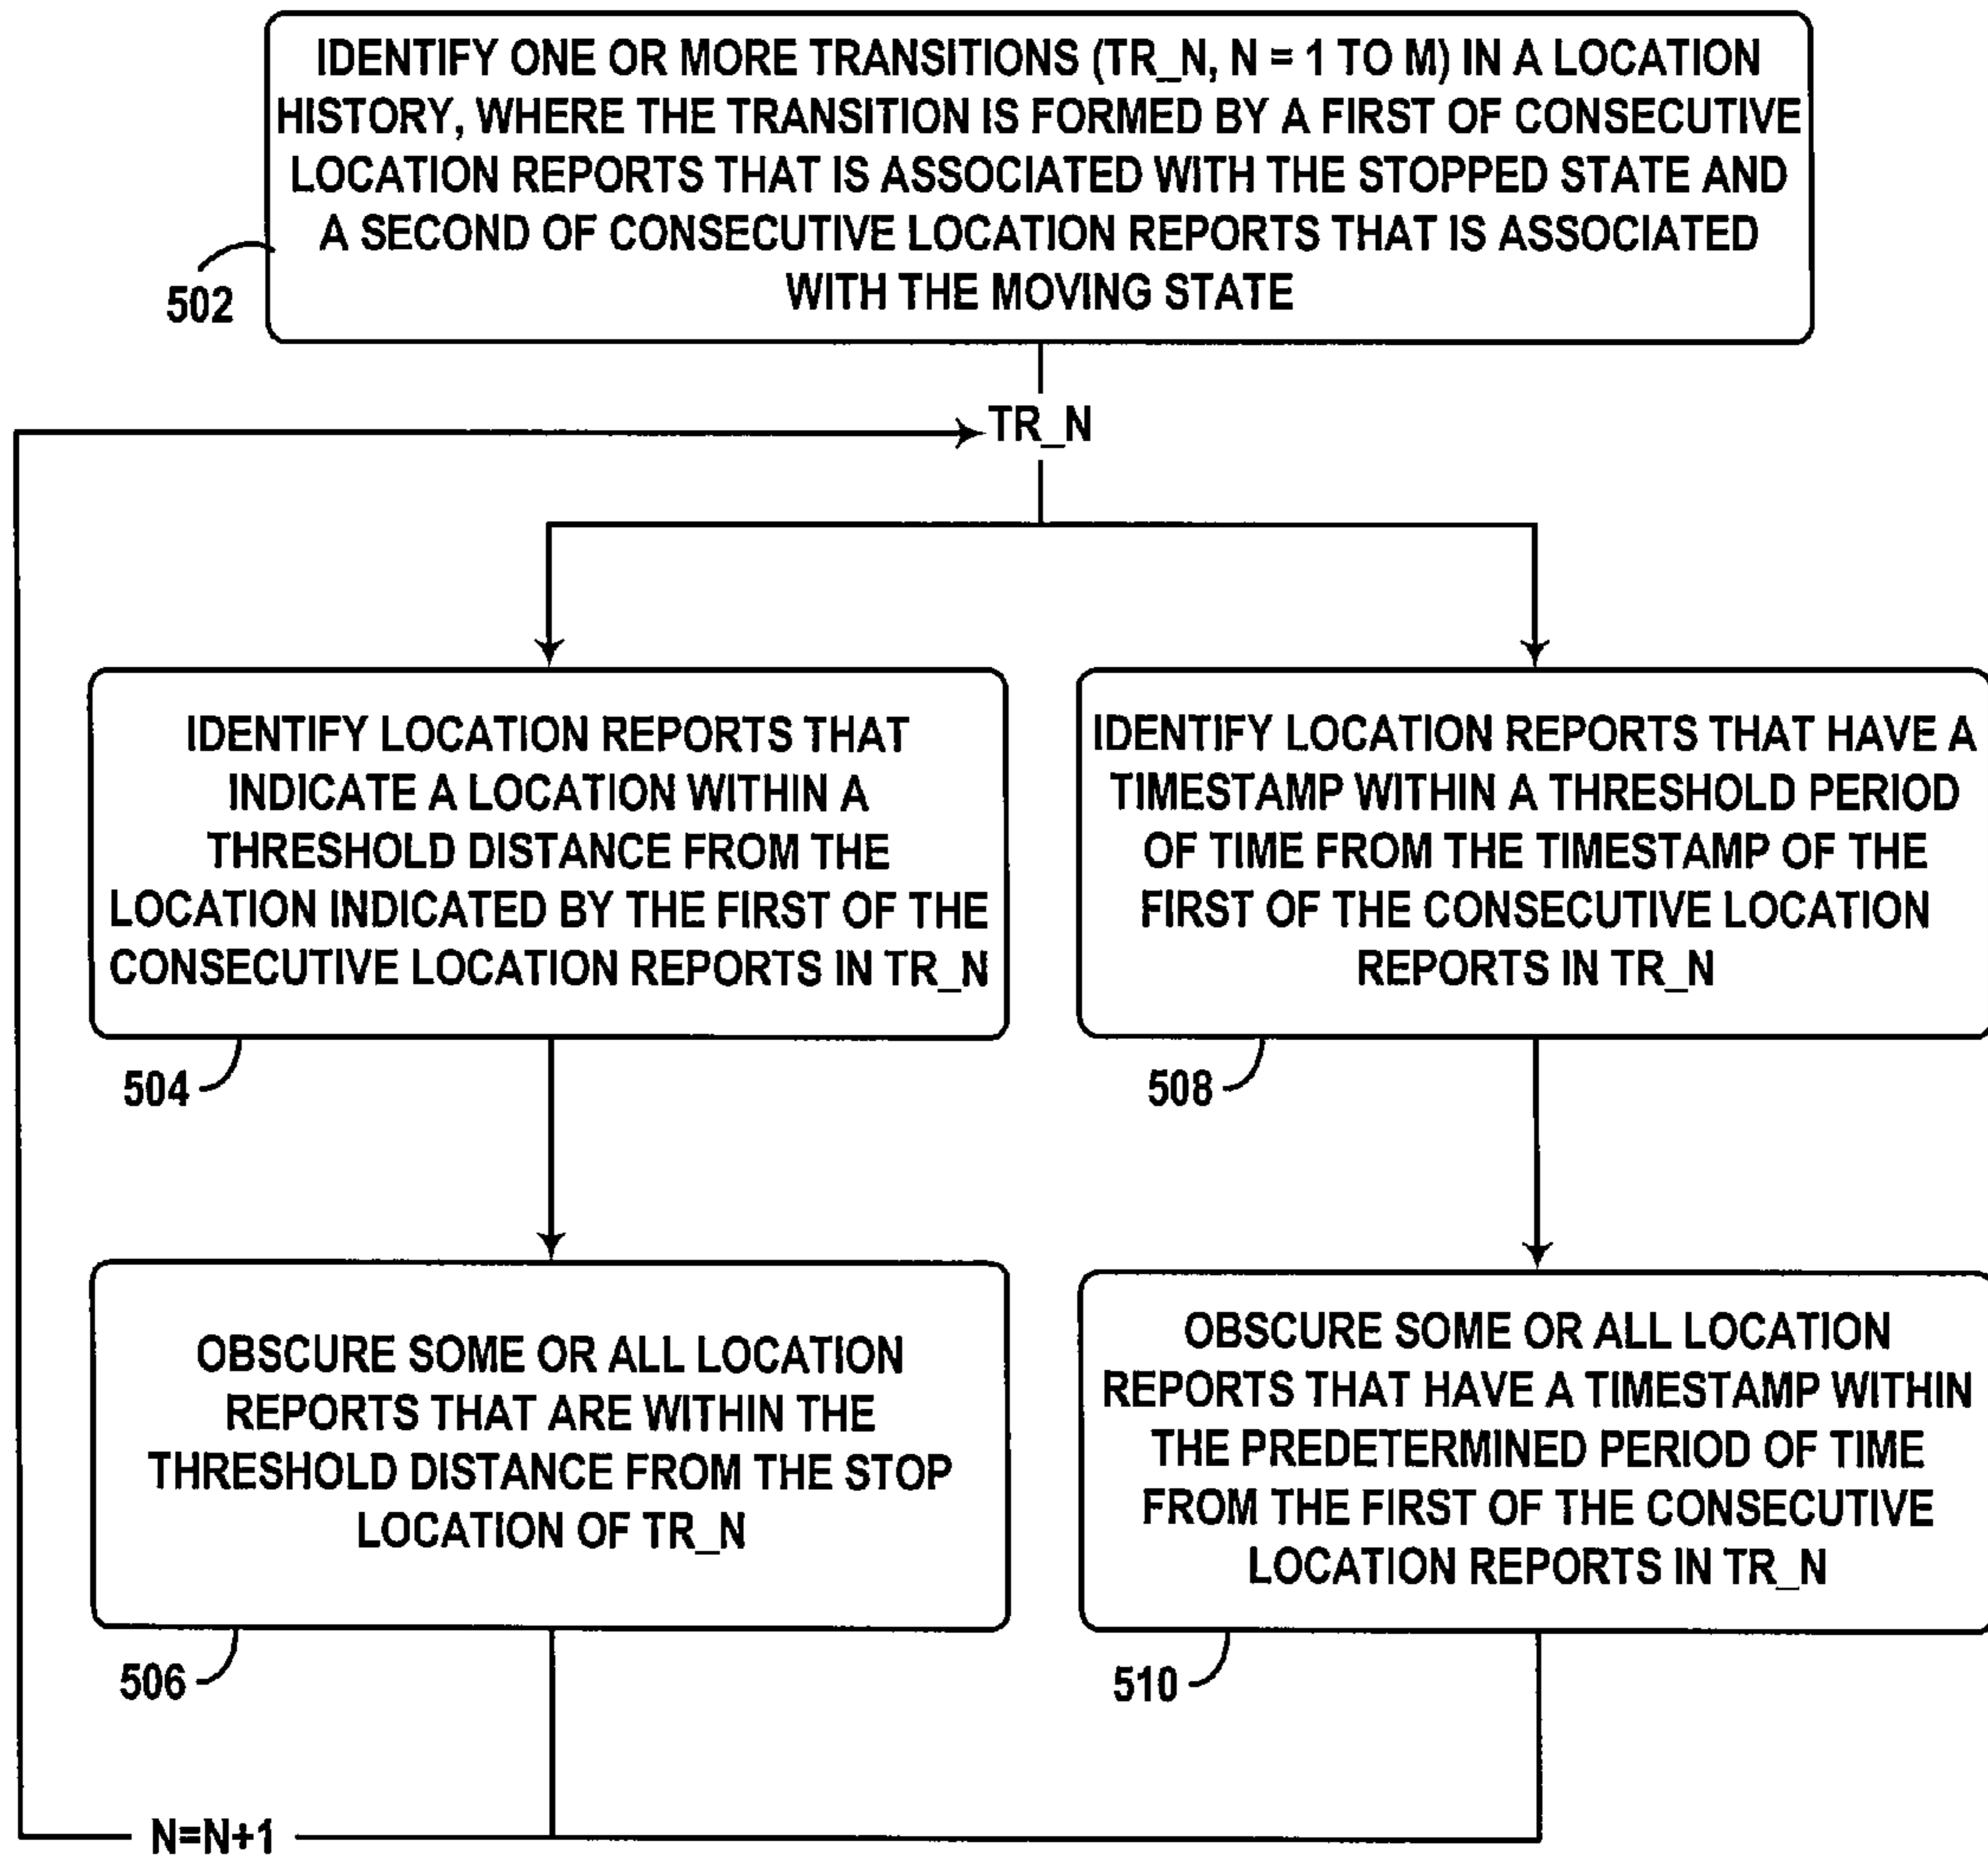 IDENTIFY ONE OR MORE TRANSITIONS (TR_N, N = 1 TO M) IN A LOCATION
HISTORY, WHERE THE TRANSITION IS FORMED BY A FIRST OF CONSECUTIVE
LOCATION REPORTS THAT IS ASSOCIATED WITH THE STOPPED STATE AND
A SECOND OF CONSECUTIVE LOCATION REPORTS THAT IS ASSOCIATED
WITH THE MOVING STATE
502
TR_N
IDENTIFY LOCATION REPORTS THAT
INDICATE A LOCATION WITHIN A
THRESHOLD DISTANCE FROM THE
LOCATION INDICATED BY THE FIRST OF THE
CONSECUTIVE LOCATION REPORTS IN TR_N
504
IDENTIFY LOCATION REPORTS THAT HAVE A
TIMESTAMP WITHIN A THRESHOLD PERIOD
OF TIME FROM THE TIMESTAMP OF THE
FIRST OF THE CONSECUTIVE LOCATION
REPORTS IN TR_N
508
OBSCURE SOME OR ALL LOCATION
REPORTS THAT ARE WITHIN THE
THRESHOLD DISTANCE FROM THE STOP
LOCATION OF TR_N
506
OBSCURE SOME OR ALL LOCATION
REPORTS THAT HAVE A TIMESTAMP WITHIN
THE PREDETERMINED PERIOD OF TIME
FROM THE FIRST OF THE CONSECUTIVE
LOCATION REPORTS IN TR_N
510
N=N+1